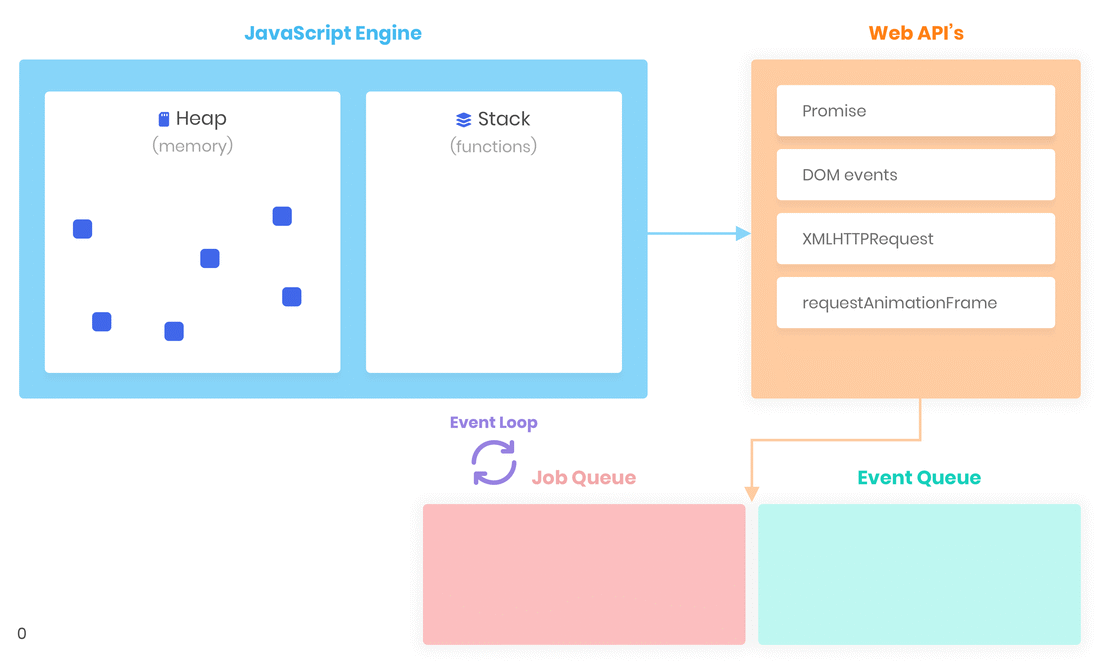 JavaScript Engine
Web API's
Heap
(memory)
Stack
(functions)
Promise
DOM events
XMLHTTPRequest
requestAnimationFrame
Event Loop
Job Queue
Event Queue
0